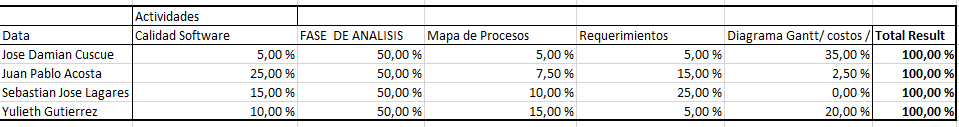 Actividades
Data Calidad Software FASE DE ANALISIS Mapa de Procesos Requerimientos Diagrama Gantt/ costos / Total Result
Jose Damian Cuscue 5,00 % 50,00 % 5,00 % 5,00 % 35,00 % 100,00 %
Juan Pablo Acosta 25,00 % 50,00 % 7,50 % 15,00 % 2,50 % 100,00 %
Sebastian Jose Lagares 15,00 % 50,00 % 10,00 % 25,00 % 0,00 % 100,00 %
Yulieth Gutierrez 10,00 % 50,00 % 15,00 % 5,00 % 20,00 % 100,00 %